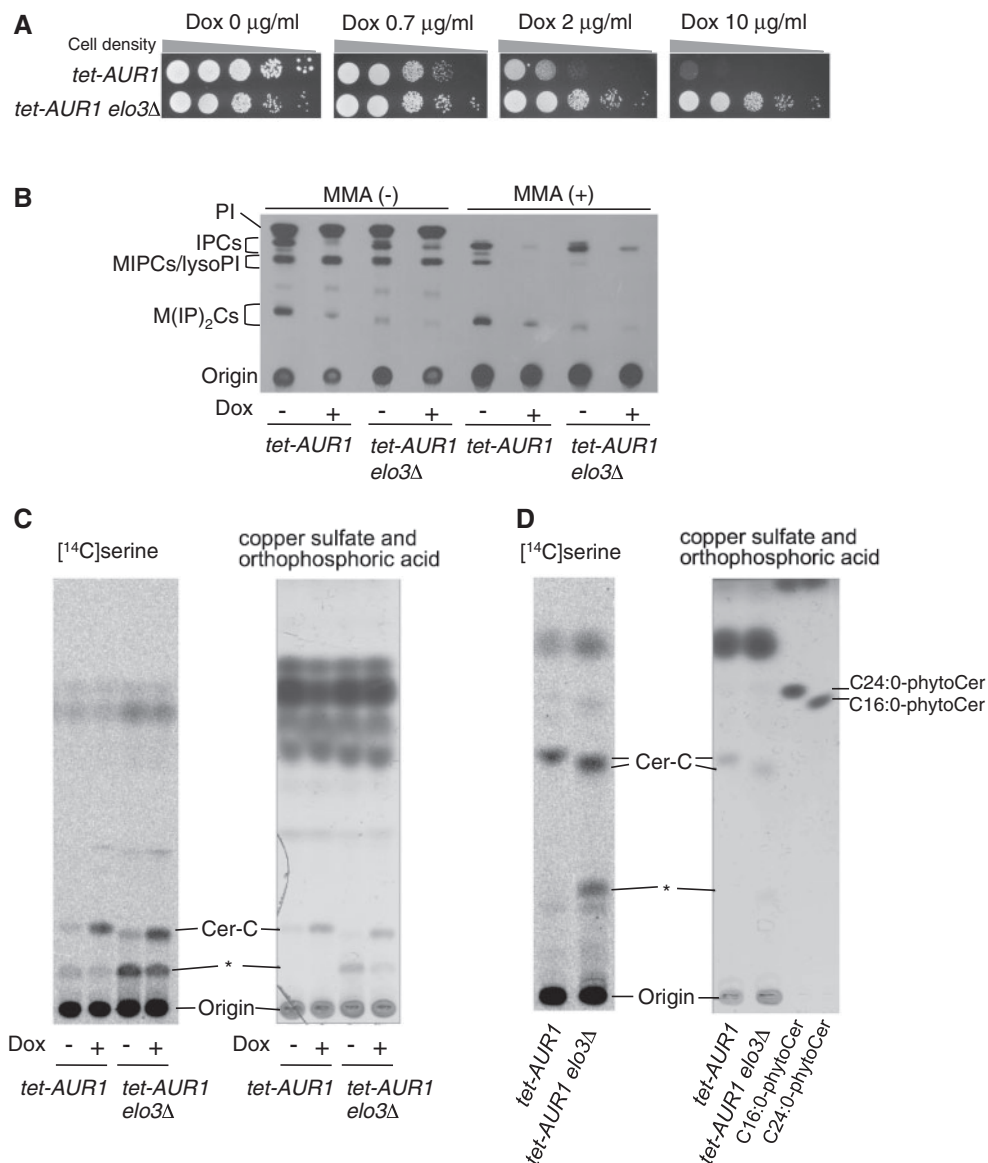 A
Dox 0 μg/ml
Dox 0.7 μg/ml
Dox 2 μg/ml
Dox 10 μg/ml
Cell density
tet-AUR1
tet-AUR1 elo3Δ
B
MMA (-)
MMA (+)
PI
IPCs
MIPCs/lysoPI
M(IP)₂Cs
Origin
Dox
- + - + - + - +
tet-AUR1
tet-AUR1 elo3Δ
tet-AUR1
tet-AUR1 elo3Δ
C
[¹⁴C]serine
copper sulfate and
orthophosphoric acid
Cer-C
*
Origin
Dox - + - +
Dox - + - +
tet-AUR1
tet-AUR1
elo3Δ
tet-AUR1
tet-AUR1
elo3Δ
D
[¹⁴C]serine
copper sulfate and
orthophosphoric acid
C24:0-phytoCer
C16:0-phytoCer
Cer-C
*
Origin
tet-AUR1
tet-AUR1 elo3Δ
tet-AUR1
tet-AUR1 elo3Δ
C16:0-phytoCer
C24:0-phytoCer